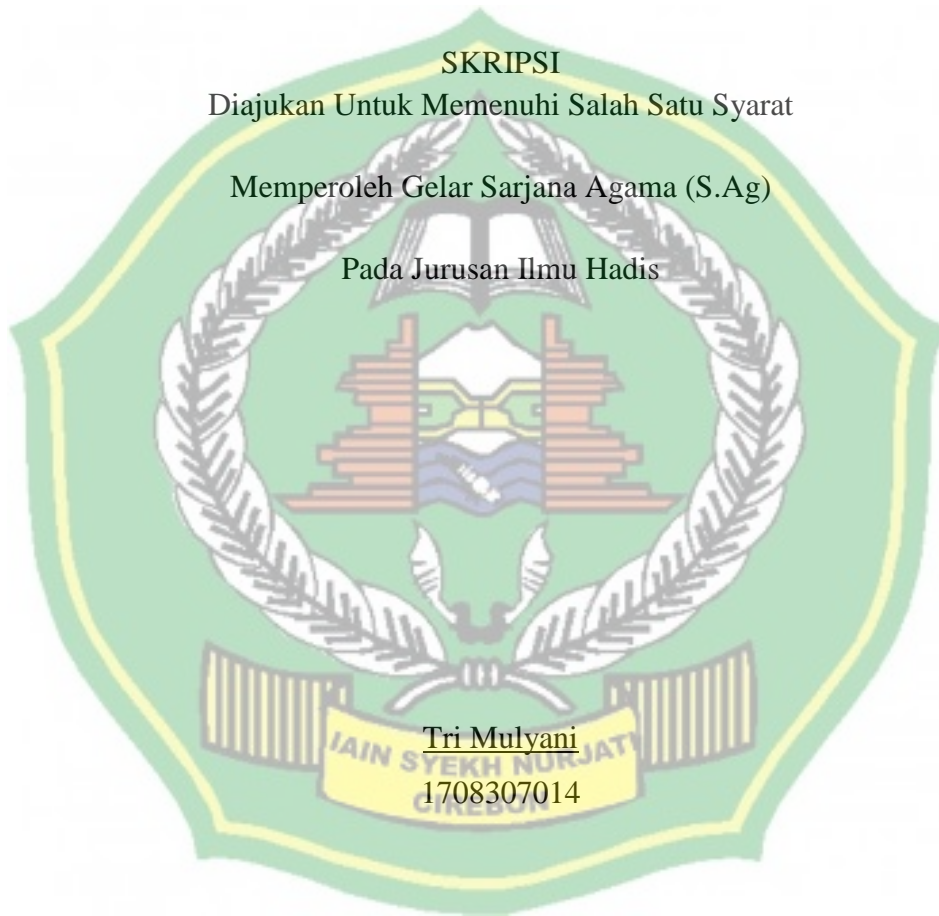 SKRIPSI
Diajukan Untuk Memenuhi Salah Satu Syarat
Memperoleh Gelar Sarjana Agama (S.Ag)
Pada Jurusan Ilmu Hadis
Tri Mulyani
IAIN SYEKH NURJATI
1708307014
CIREBON